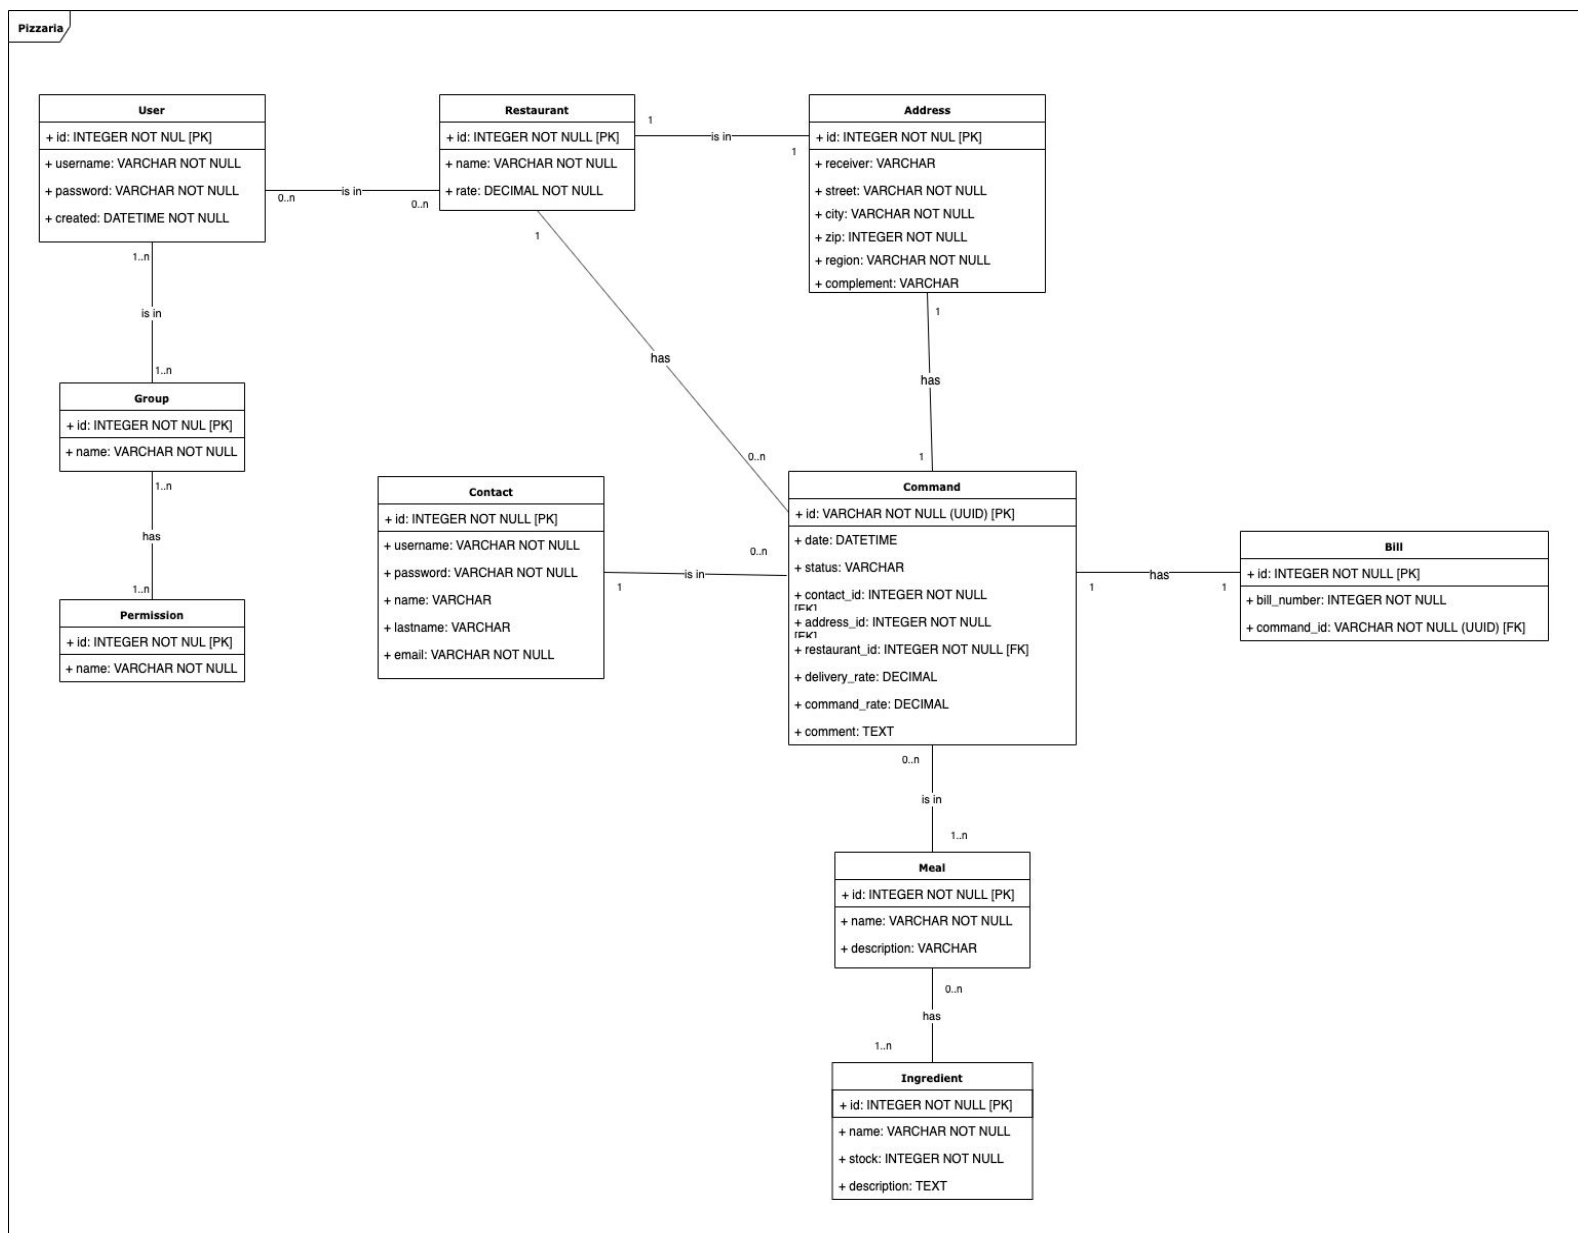 Pizzaria
User
+ id: INTEGER NOT NUL [PK]
+ username: VARCHAR NOT NULL
+ password: VARCHAR NOT NULL
+ created: DATETIME NOT NULL
0..n
is in
0..n
Restaurant
+ id: INTEGER NOT NULL [PK]
+ name: VARCHAR NOT NULL
+ rate: DECIMAL NOT NULL
1
is in
1
Address
+ id: INTEGER NOT NUL [PK]
+ receiver: VARCHAR
+ street: VARCHAR NOT NULL
+ city: VARCHAR NOT NULL
+ zip: INTEGER NOT NULL
+ region: VARCHAR NOT NULL
+ complement: VARCHAR
1..n
is in
1..n
Group
+ id: INTEGER NOT NUL [PK]
+ name: VARCHAR NOT NULL
1..n
has
1..n
Permission
+ id: INTEGER NOT NUL [PK]
+ name: VARCHAR NOT NULL
1
has
0..n
1
has
1
Contact
+ id: INTEGER NOT NULL [PK]
+ username: VARCHAR NOT NULL
+ password: VARCHAR NOT NULL
+ name: VARCHAR
+ lastname: VARCHAR
+ email: VARCHAR NOT NULL
1
is in
0..n
Command
+ id: VARCHAR NOT NULL (UUID) [PK]
+ date: DATETIME
+ status: VARCHAR
+ contact_id: INTEGER NOT NULL
[FK]
+ address_id: INTEGER NOT NULL
[FK]
+ restaurant_id: INTEGER NOT NULL [FK]
+ delivery_rate: DECIMAL
+ command_rate: DECIMAL
+ comment: TEXT
1
has
1
Bill
+ id: INTEGER NOT NULL [PK]
+ bill_number: INTEGER NOT NULL
+ command_id: VARCHAR NOT NULL (UUID) [FK]
0..n
is in
1..n
Meal
+ id: INTEGER NOT NULL [PK]
+ name: VARCHAR NOT NULL
+ description: VARCHAR
0..n
has
1..n
Ingredient
+ id: INTEGER NOT NULL [PK]
+ name: VARCHAR NOT NULL
+ stock: INTEGER NOT NULL
+ description: TEXT